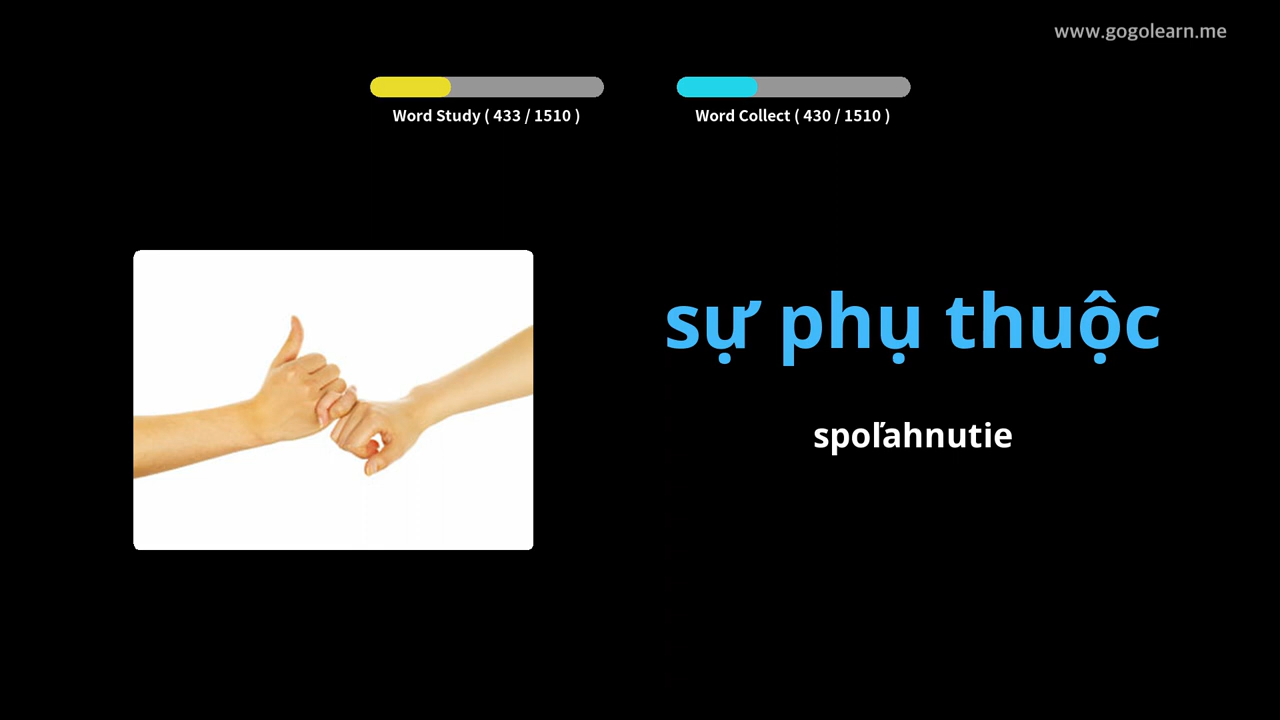 www.gogolearn.me
Word Study ( 433 / 1510 )
Word Collect ( 430 / 1510 )
sự phụ thuộc
spoľahnutie